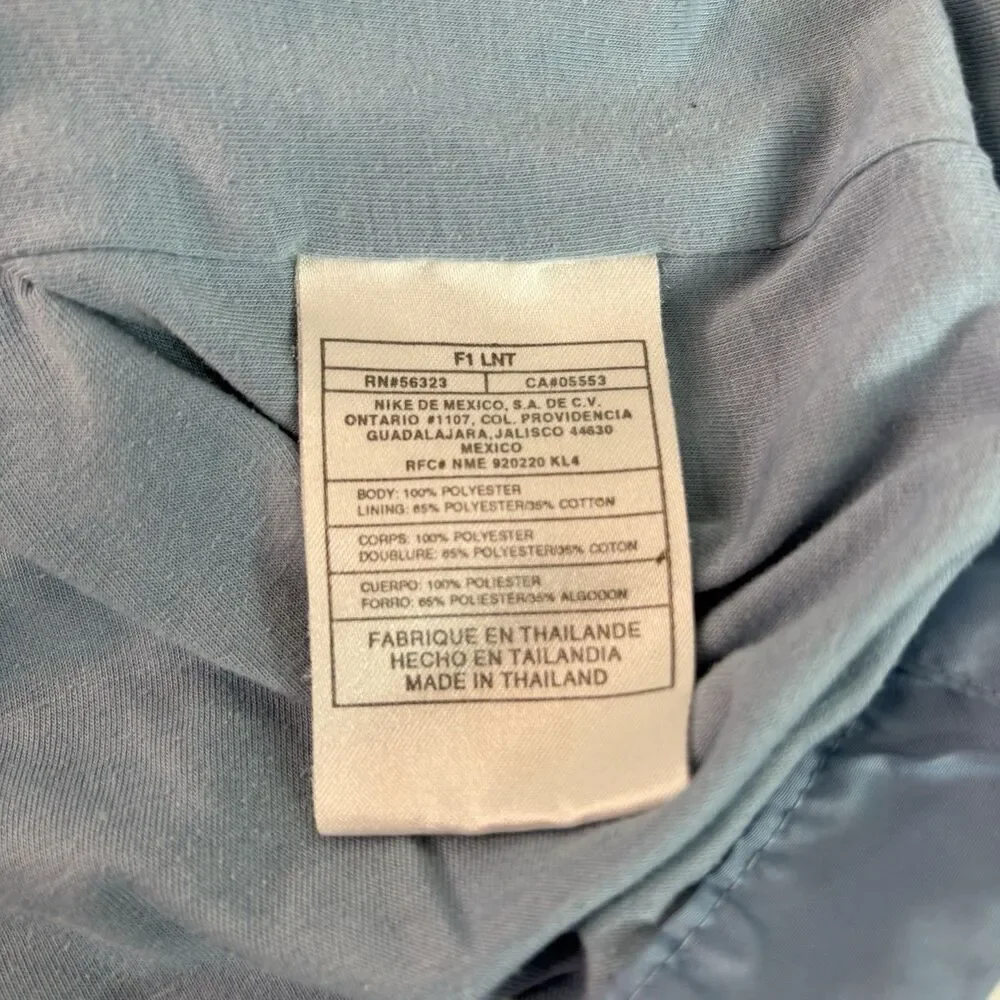 F1 LNT
RN#56323 CA#05553
NIKE DE MEXICO, S.A. DE C.V.
ONTARIO #1107, COL. PROVIDENCIA
GUADALAJARA, JALISCO 44630
MEXICO
RFC# NME 920220 KL4
BODY: 100% POLYESTER
LINING: 65% POLYESTER/35% COTTON
CORPS: 100% POLYESTER
DOUBLURE: 65% POLYESTER/35% COTON
CUERPO: 100% POLIESTER
FORRO: 65% POLIESTER/35% ALGODON
FABRIQUE EN THAILANDE
HECHO EN TAILANDIA
MADE IN THAILAND